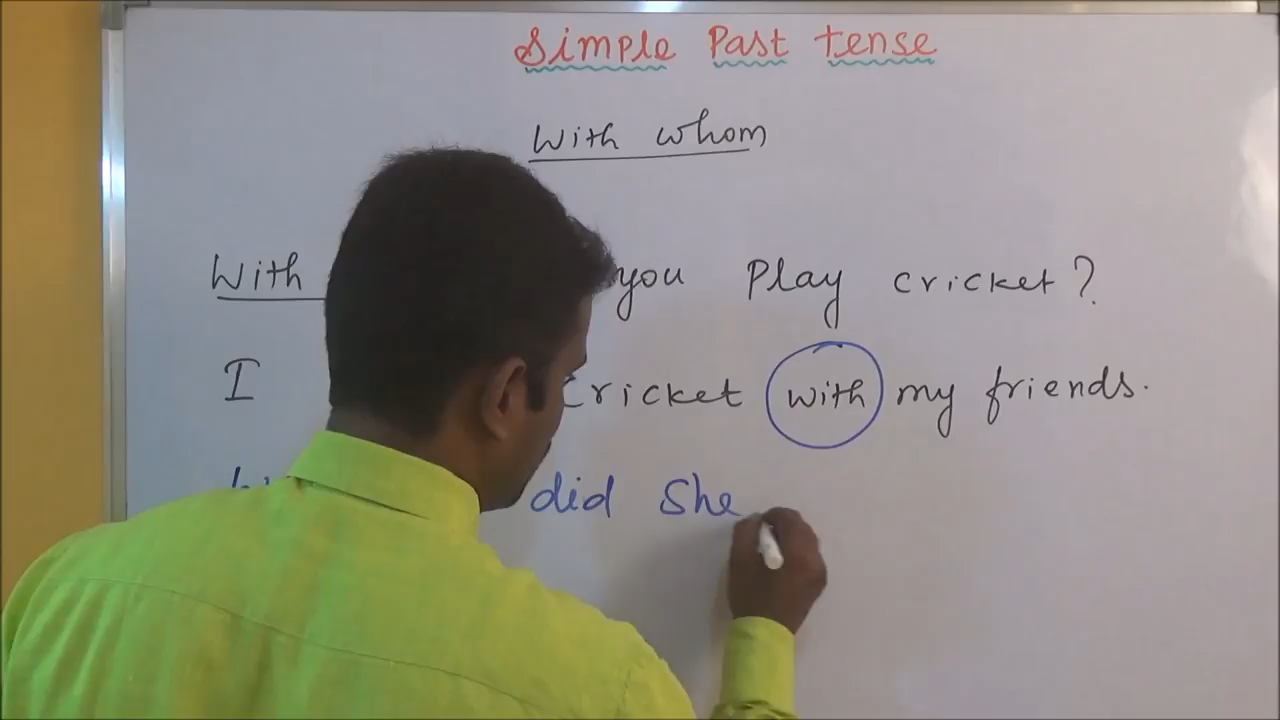 Simple Past tense
With whom
With you Play cricket?
I cricket with my friends.
did She